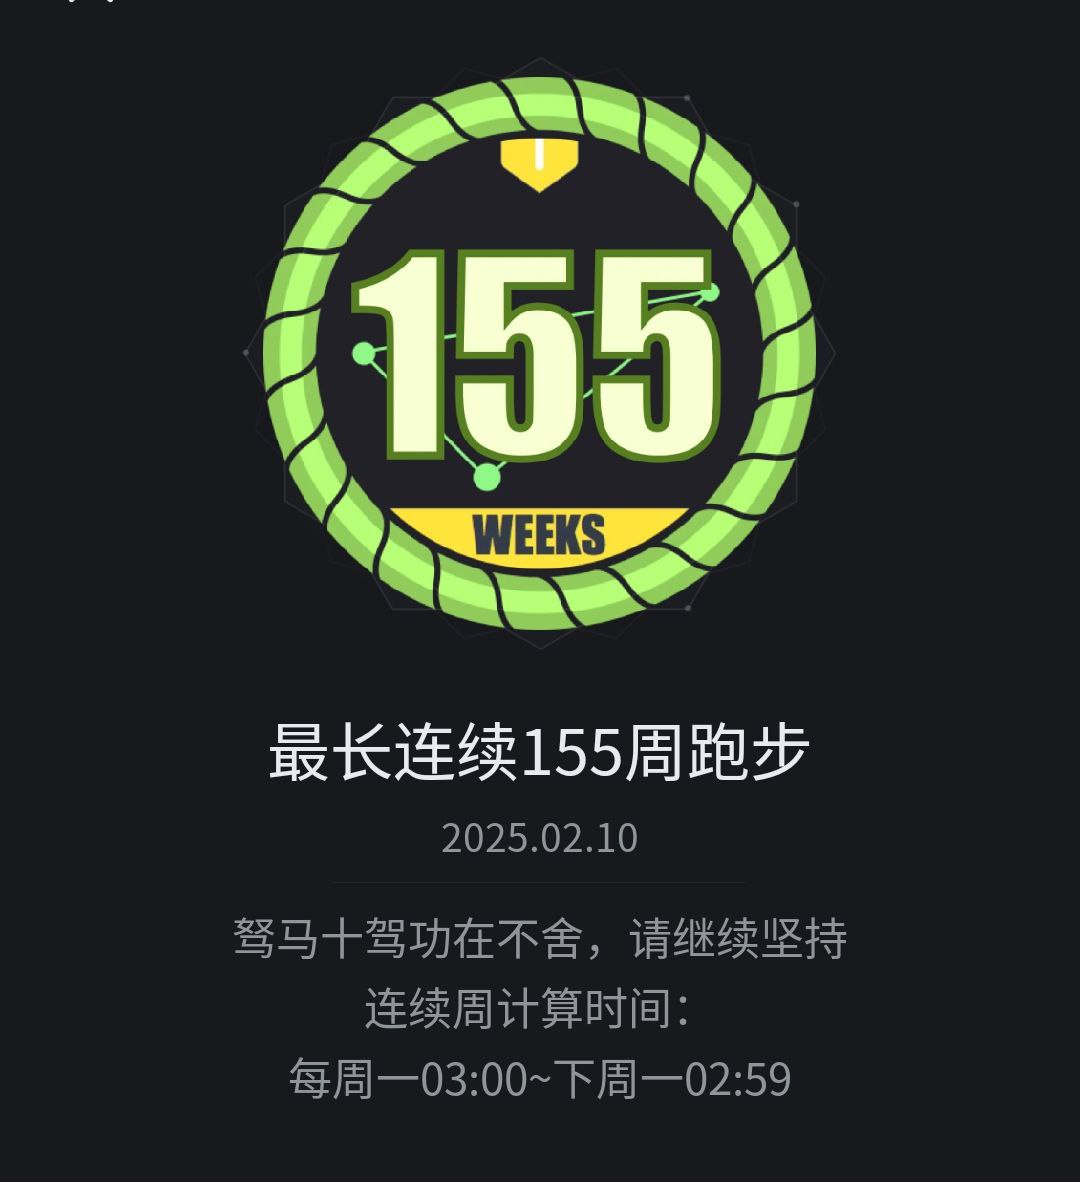 155
WEEKS
最长连续155周跑步
2025.02.10
驽马十驾功在不舍，请继续坚持
连续周计算时间：
每周一03:00~下周一02:59